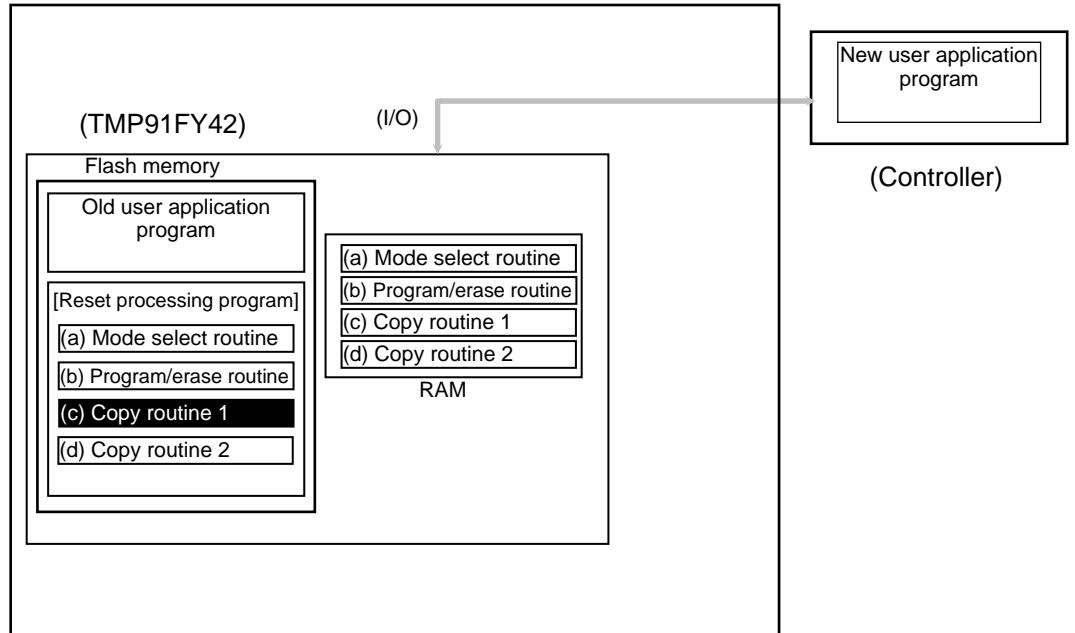 New user application
program
(I/O)
(TMP91FY42)
(Controller)
Flash memory
Old user application
program
[Reset processing program]
(a) Mode select routine
(b) Program/erase routine
(c) Copy routine 1
(d) Copy routine 2
(a) Mode select routine
(b) Program/erase routine
(c) Copy routine 1
(d) Copy routine 2
RAM